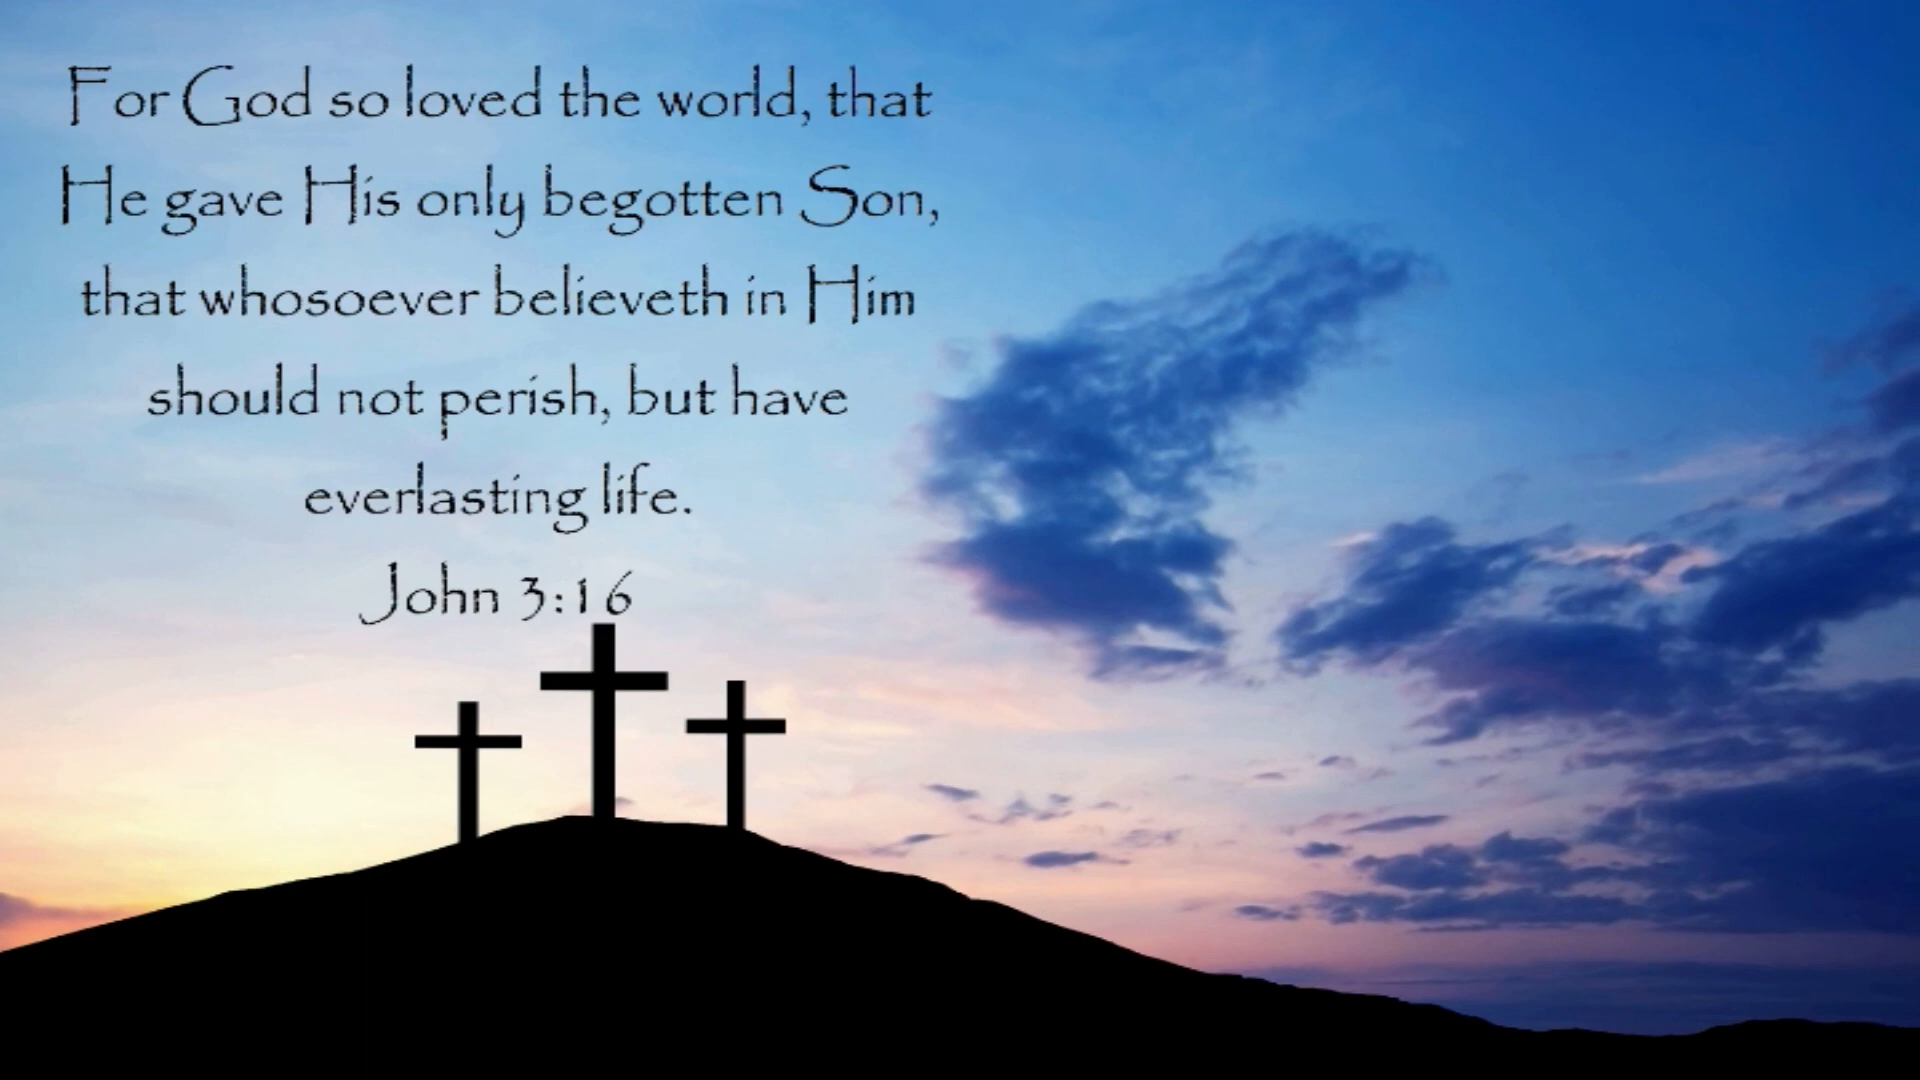 For God so loved the world, that
He gave His only begotten Son,
that whosoever believeth in Him
should not perish, but have
everlasting life.
John 3:16